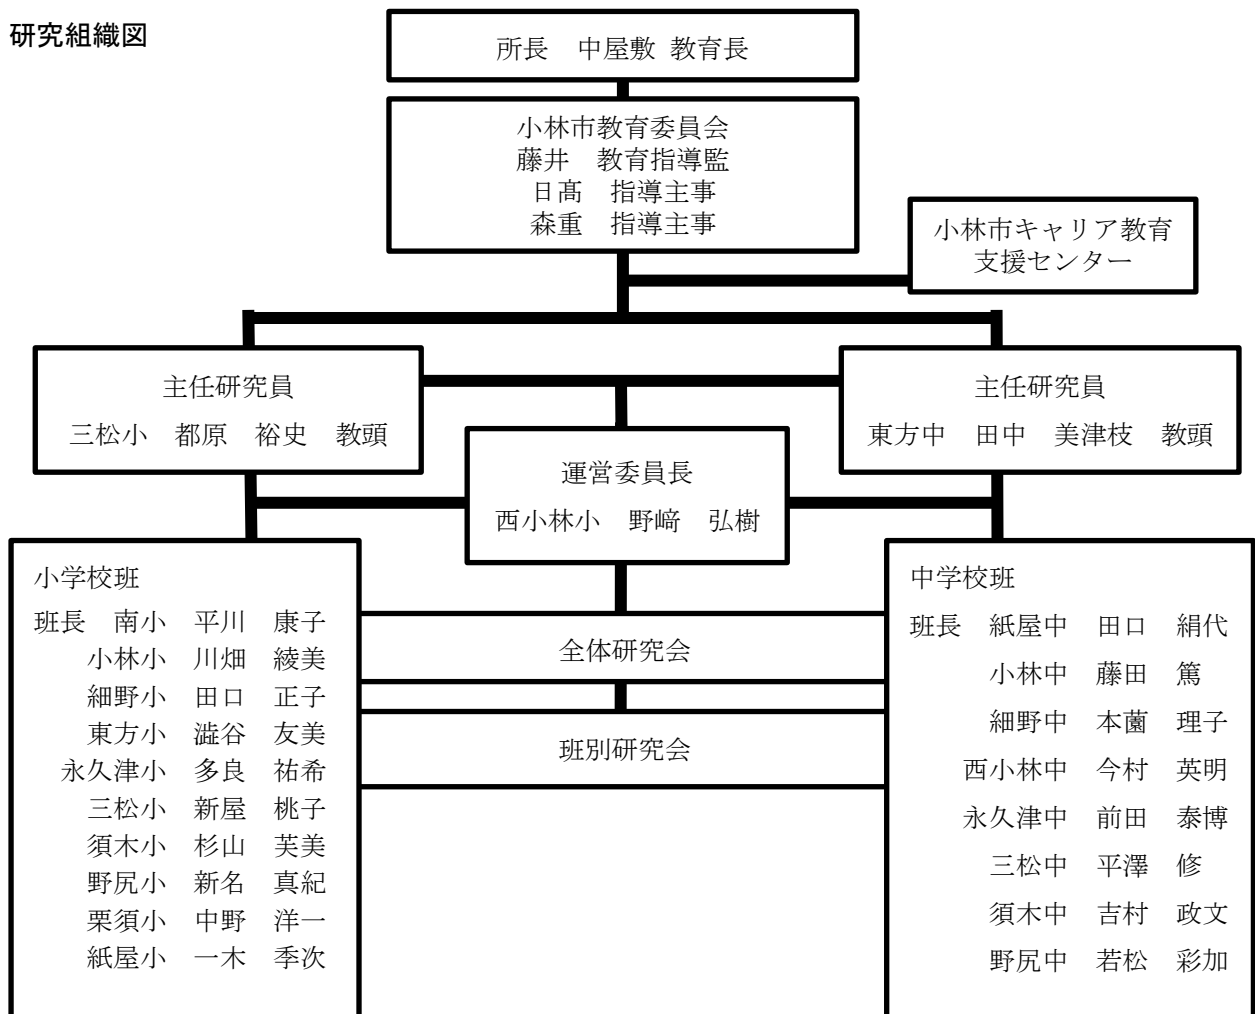 研究組織図
所長　中屋敷 教育長
小林市教育委員会
藤井　教育指導監
日髙　指導主事
森重　指導主事
小林市キャリア教育
支援センター
主任研究員
三松小　都原　裕史　教頭
主任研究員
東方中　田中　美津枝　教頭
運営委員長
西小林小　野﨑　弘樹
小学校班
班長　南小　平川　康子
小林小　川畑　綾美
細野小　田口　正子
東方小　澁谷　友美
永久津小　多良　祐希
三松小　新屋　桃子
須木小　杉山　芙美
野尻小　新名　真紀
栗須小　中野　洋一
紙屋小　一木　季次
全体研究会
班別研究会
中学校班
班長　紙屋中　田口　絹代
小林中　藤田　篤
細野中　本薗　理子
西小林中　今村　英明
永久津中　前田　泰博
三松中　平澤　修
須木中　吉村　政文
野尻中　若松　彩加